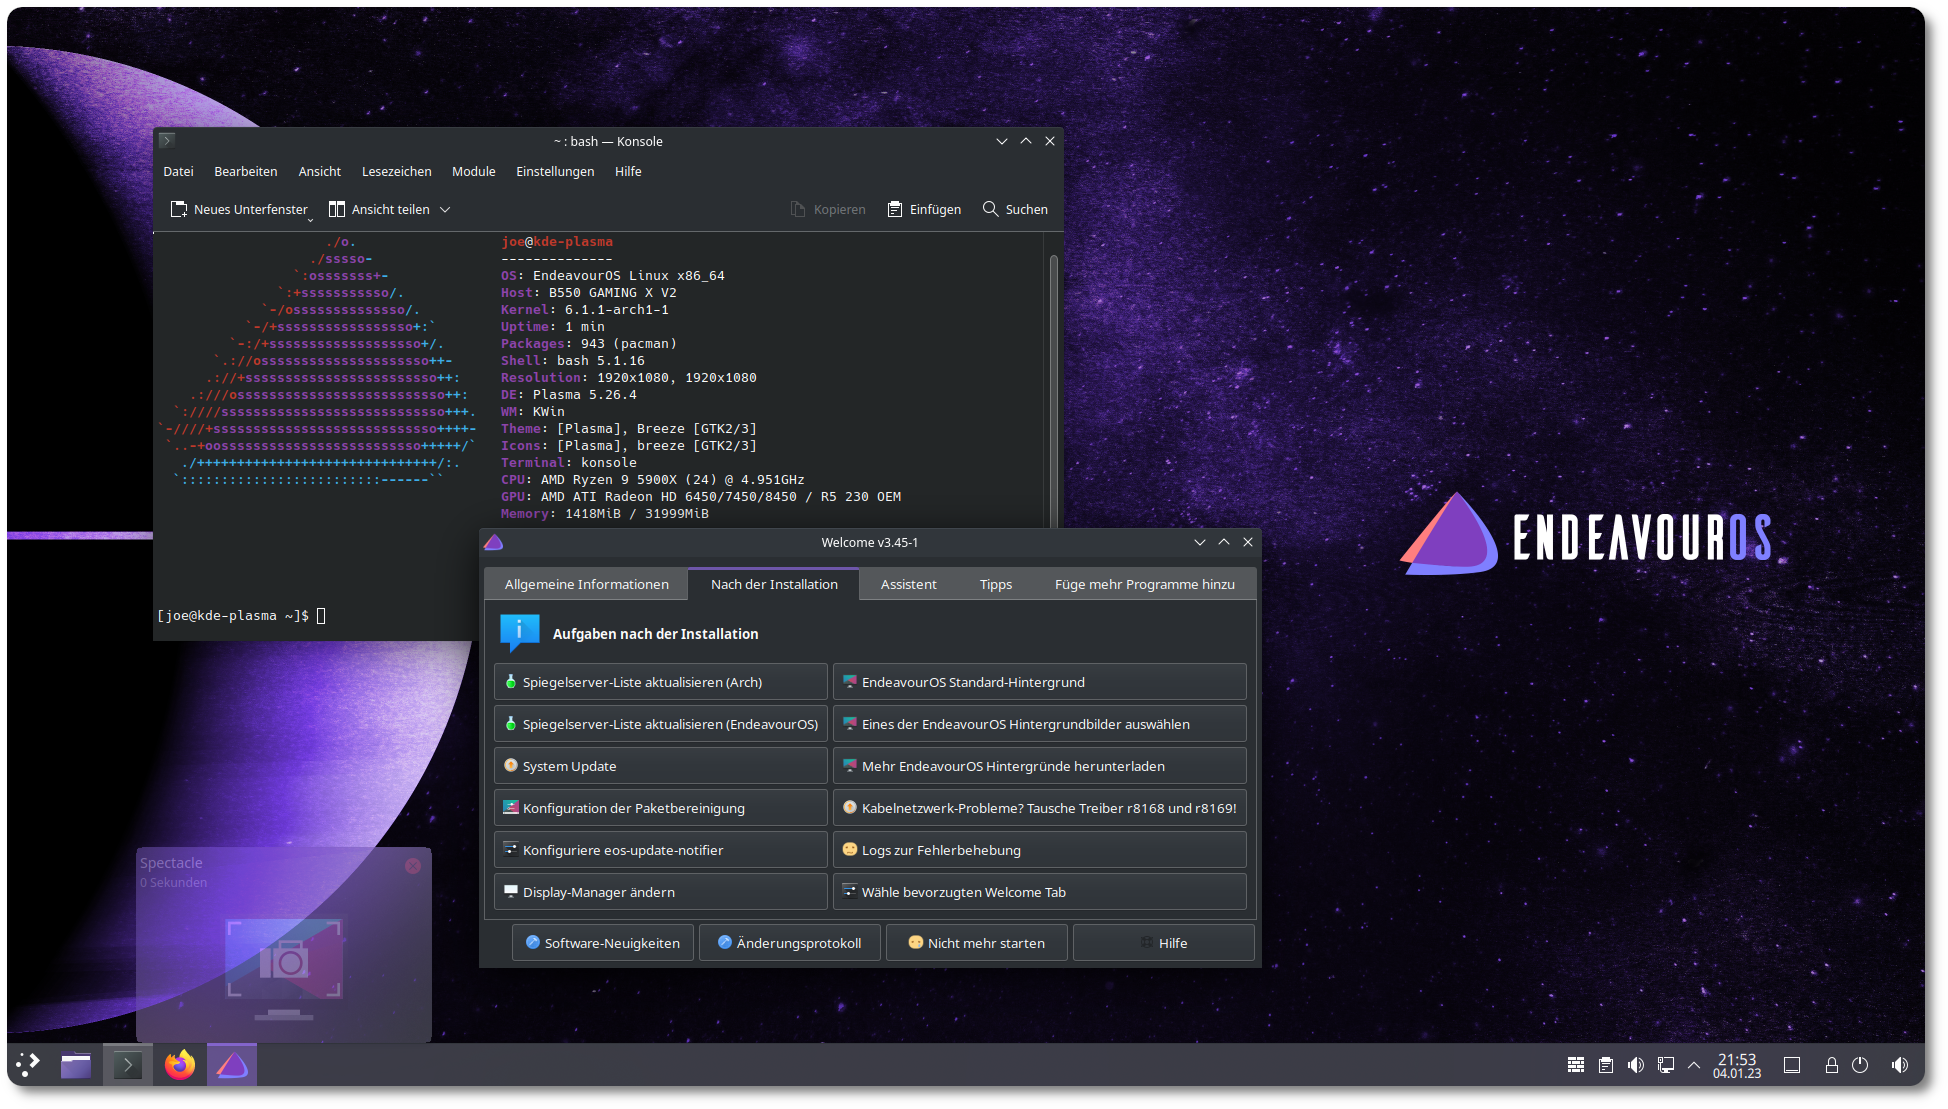 ~ : bash — Konsole
Datei Bearbeiten Ansicht Lesezeichen Module Einstellungen Hilfe
Neues Unterfenster Ansicht teilen Kopieren Einfügen Suchen
joe@kde-plasma
--------------
OS: EndeavourOS Linux x86_64
Host: B550 GAMING X V2
Kernel: 6.1.1-arch1-1
Uptime: 1 min
Packages: 943 (pacman)
Shell: bash 5.1.16
Resolution: 1920x1080, 1920x1080
DE: Plasma 5.26.4
WM: KWin
Theme: [Plasma], Breeze [GTK2/3]
Icons: [Plasma], breeze [GTK2/3]
Terminal: konsole
CPU: AMD Ryzen 9 5900X (24) @ 4.951GHz
GPU: AMD ATI Radeon HD 6450/7450/8450 / R5 230 OEM
Memory: 1418MiB / 31999MiB
[joe@kde-plasma ~]$
ENDEAVOUROS
Welcome v3.45-1
Allgemeine Informationen Nach der Installation Assistent Tipps Füge mehr Programme hinzu
Aufgaben nach der Installation
Spiegelserver-Liste aktualisieren (Arch) EndeavourOS Standard-Hintergrund
Spiegelserver-Liste aktualisieren (EndeavourOS) Eines der EndeavourOS Hintergrundbilder auswählen
System Update Mehr EndeavourOS Hintergründe herunterladen
Konfiguration der Paketbereinigung Kabelnetzwerk-Probleme? Tausche Treiber r8168 und r8169!
Konfiguriere eos-update-notifier Logs zur Fehlerbehebung
Display-Manager ändern Wähle bevorzugten Welcome Tab
Software-Neuigkeiten Änderungsprotokoll Nicht mehr starten Hilfe
Spectacle
0 Sekunden
21:53
04.01.23